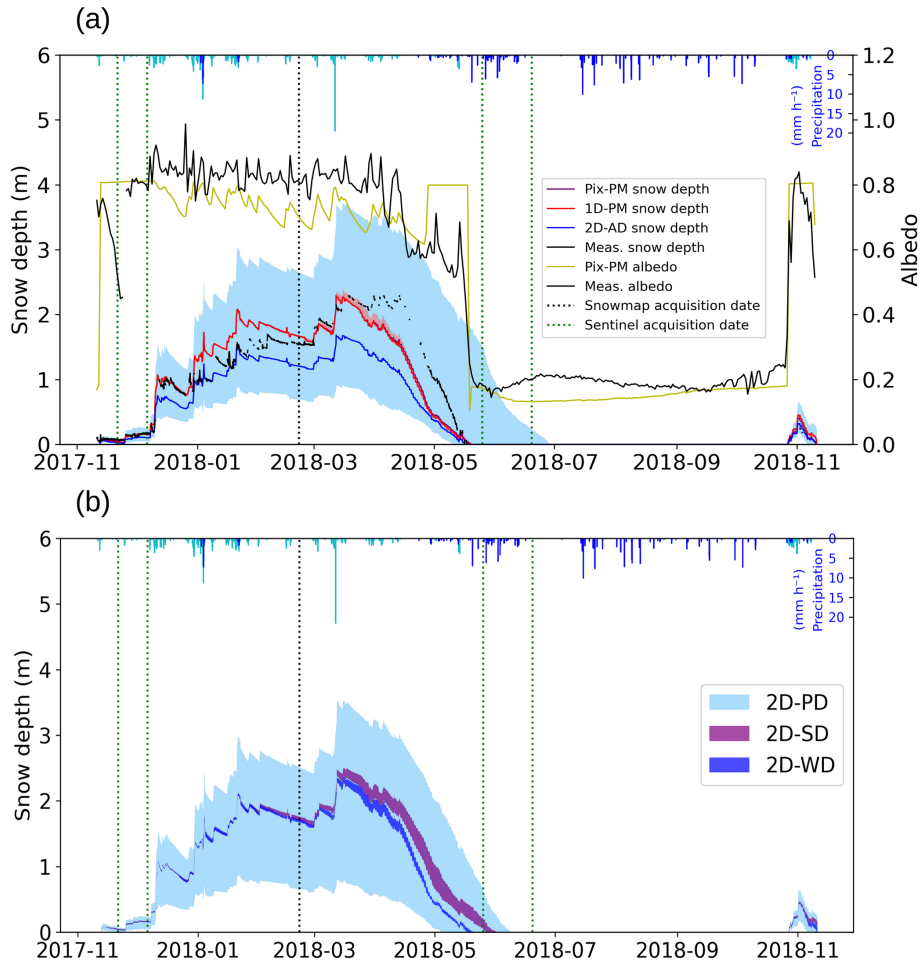 (a)
6
5
4
3
2
1
0
Snow depth (m)
1.2
1.0
0.8
0.6
0.4
0.2
0.0
Albedo
0
5
10
15
20
Precipitation
(mm h⁻¹)
Pix-PM snow depth
1D-PM snow depth
2D-AD snow depth
Meas. snow depth
Pix-PM albedo
Meas. albedo
Snowmap acquisition date
Sentinel acquisition date
2017-11
2018-01
2018-03
2018-05
2018-07
2018-09
2018-11
(b)
6
5
4
3
2
1
0
Snow depth (m)
0
5
10
15
20
Precipitation
(mm h⁻¹)
2D-PD
2D-SD
2D-WD
2017-11
2018-01
2018-03
2018-05
2018-07
2018-09
2018-11